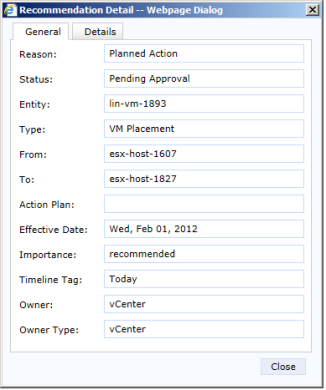 Recommendation Detail -- Webpage Dialog
General Details
Reason: Planned Action
Status: Pending Approval
Entity: lin-vm-1893
Type: VM Placement
From: esx-host-1607
To: esx-host-1827
Action Plan:
Effective Date: Wed, Feb 01, 2012
Importance: recommended
Timeline Tag: Today
Owner: vCenter
Owner Type: vCenter
Close